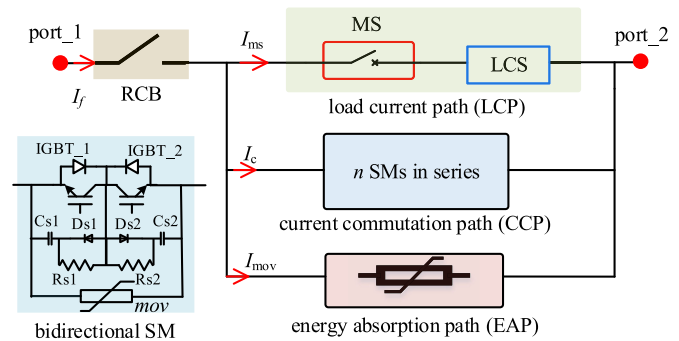 port_1
I_f
RCB
I_ms
MS
LCS
port_2
load current path (LCP)
I_c
n SMs in series
current commutation path (CCP)
I_mov
energy absorption path (EAP)
IGBT_1 IGBT_2
Cs1 Ds1 Ds2 Cs2
Rs1 Rs2
mov
bidirectional SM